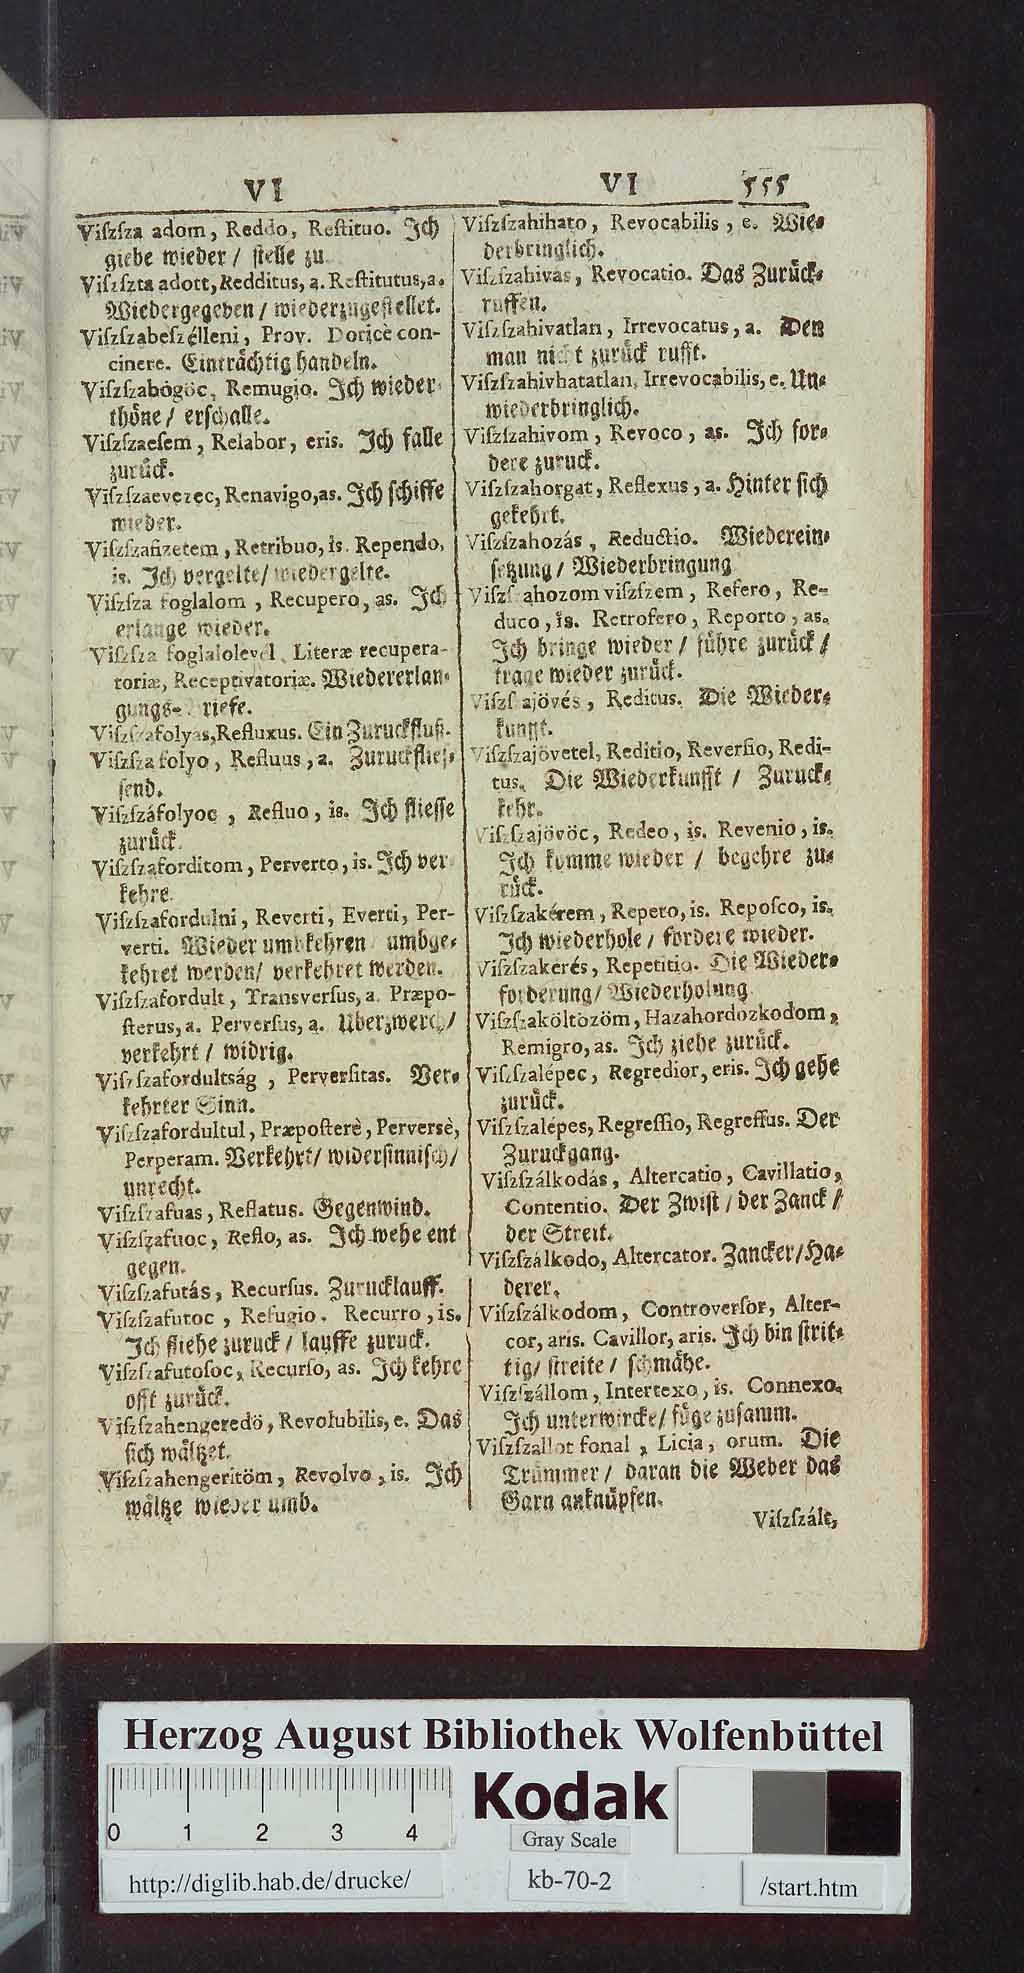 VI
VI 555
Viſzſza adom, Reddo, Reſtituo. Ich
giebe wieder / ſtelle zu
Viſzſzta adott, Redditus, a. Reſtitutus, a.
Wiedergegeben / wiederzugeſtellet.
Viſzſzabeſzélleni, Prov. Doricè con-
cinere. Einträchtig handeln.
Viſzſzabögöc, Remugio. Ich wieder
thöne / erſchalle.
Viſzſzaeſem, Relabor, eris. Ich falle
zurück.
Viſzſzaevezec, Renavigo, as. Ich ſchiffe
wieder.
Viſzſzafizetem, Retribuo, is. Rependo,
is. Ich vergelte / wiedergelte.
Viſzſza foglalom, Recupero, as. Ich
erlange wieder.
Viſzſza foglalolevél, Literæ recupera-
toriæ, Receptivatoriæ. Wiedererlan-
gungs-Briefe.
Viſzſzafolyas, Refluxus. Ein Zuruckfluß.
Viſzſzafolyo, Refluus, a. Zuruckflieſ-
ſend.
Viſzſzáfolyoc, Refluo, is. Ich flieſſe
zurück.
Viſzſzafordítom, Perverto, is. Ich ver
kehre.
Viſzſzafordulni, Reverti, Everti, Per-
verti. Wieder umbkehren / umbge-
kehret werden / verkehret werden.
Viſzſzafordult, Transverſus, a. Præpo-
ſterus, a. Perverſus, a. Uberzwerch /
verkehrt / widrig.
Viſzſzafordultság, Perverſitas. Ver-
kehrter Sinn.
Viſzſzafordultul, Præpoſterè, Perversè,
Perperam. Verkehrt / widerſinniſch /
unrecht.
Viſzſzafuas, Reflatus. Gegenwind.
Viſzſzafuoc, Reflo, as. Ich wehe ent
gegen.
Viſzſzafutás, Recurſus. Zurucklauff.
Viſzſzafutoc, Refugio. Recurro, is.
Ich fliehe zuruck / lauffe zuruck.
Viſzſzafutoſoc, Recurſo, as. Ich kehre
offt zurück.
Viſzſzahengeredö, Revolubilis, e. Das
ſich wältzet.
Viſzſzahengeritöm, Revolvo, is. Ich
wältze wieder umb.
Viſzſzahihato, Revocabilis, e. Wie-
derbringlich.
Viſzſzahivás, Revocatio. Das Zurück-
ruffen.
Viſzſzahivatlan, Irrevocatus, a. Den
man nicht zurück rufft.
Viſzſzahivhatatlan, Irrevocabilis, e. Un-
wiederbringlich.
Viſzſzahivom, Revoco, as. Ich for-
dere zuruck.
Viſzſzahorgat, Reflexus, a. Hinter ſich
gekehrt.
Viſzſzahozás, Reductio. Wiederein-
ſetzung / Wiederbringung
Viſzſzahozom viſzſzem, Refero, Re-
duco, is. Retrofero, Reporto, as.
Ich bringe wieder / führe zurück /
trage wieder zurück.
Viſzſzajövés, Reditus. Die Wieder-
kunfft.
Viſzſzajövetel, Reditio, Reverſio, Redi-
tus. Die Wiederkunfft / Zuruck-
kehr.
Viſzſzajövöc, Redeo, is. Revenio, is.
Ich komme wieder / begehre zu-
rück.
Viſzſzakérem, Repeto, is. Repoſco, is.
Ich wiederhole / fordere wieder.
Viſzſzakerés, Repetitio. Die Wieder-
forderung / Wiederholung
Viſzſzaköltözöm, Hazahordozkodom,
Remigro, as. Ich ziehe zurück.
Viſzſzalépec, Regredior, eris. Ich gehe
zurück.
Viſzſzalépes, Regreſſio, Regreſſus. Der
Zuruckgang.
Viſzſzálkodás, Altercatio, Cavillatio,
Contentio. Der Zwiſt / der Zanck /
der Streit.
Viſzſzálkodo, Altercator. Zancker / Ha-
derer.
Viſzſzálkodom, Controverſor, Alter-
cor, aris. Cavillor, aris. Ich bin ſtrit-
tig / ſtreite / ſchmähe.
Viſzſzállom, Intertexo, is. Connexo.
Ich unterwircke / füge zuſamm.
Viſzſzallot fonal, Licia, orum. Die
Trümmer / daran die Weber das
Garn anknüpfen.
Viſzſzált,
Herzog August Bibliothek Wolfenbüttel
Kodak
Gray Scale
0 1 2 3 4
http://diglib.hab.de/drucke/
kb-70-2
/start.htm